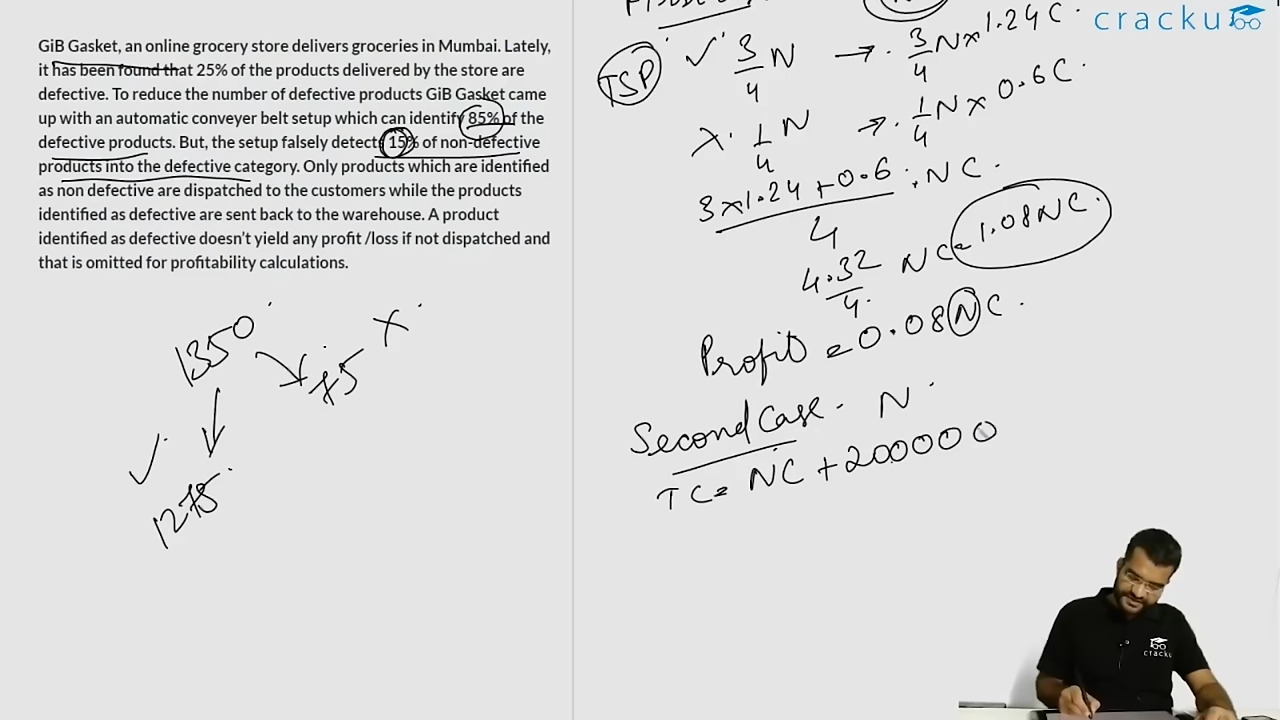 cracku
GiB Gasket, an online grocery store delivers groceries in Mumbai. Lately,
it has been found that 25% of the products delivered by the store are
defective. To reduce the number of defective products GiB Gasket came
up with an automatic conveyer belt setup which can identify 85% of the
defective products. But, the setup falsely detects 15% of non-defective
products into the defective category. Only products which are identified
as non defective are dispatched to the customers while the products
identified as defective are sent back to the warehouse. A product
identified as defective doesn't yield any profit /loss if not dispatched and
that is omitted for profitability calculations.
1350
1275
TSP ✓ 3/4 N → 3/4 N × 1.24C
× 1/4 N → 1/4 N × 0.6C
3×1.24+0.6 / 4 . NC
4.32/4 NC = 1.08NC
Profit = 0.08NC
Second Case - N
TC = NC + 200000
cracku